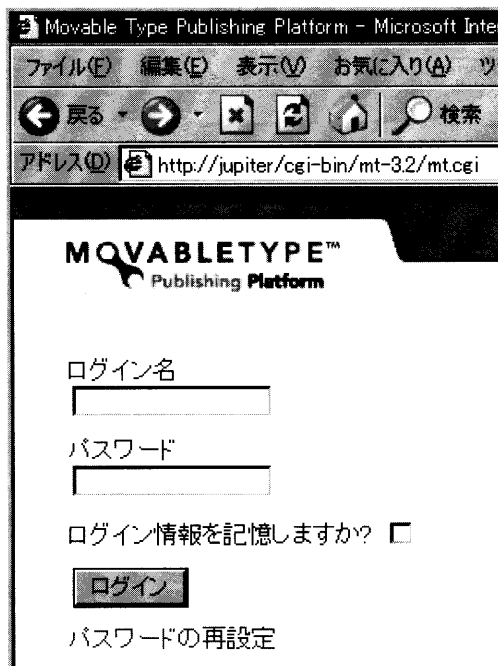 Movable Type Publishing Platform - Microsoft Inte
ファイル(F) 編集(E) 表示(V) お気に入り(A) ツ
戻る 検索
アドレス(D) http://jupiter/cgi-bin/mt-3.2/mt.cgi
MOVABLETYPE™
Publishing Platform
ログイン名
パスワード
ログイン情報を記憶しますか?
ログイン
パスワードの再設定